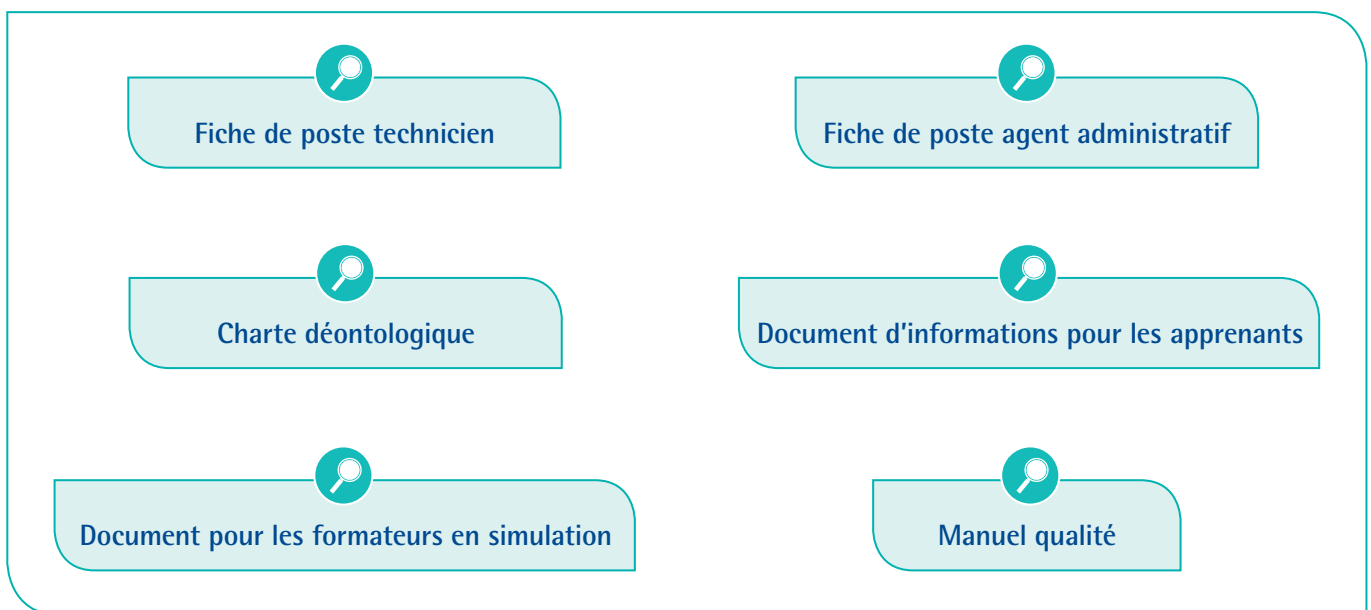 Fiche de poste technicien
Fiche de poste agent administratif
Charte déontologique
Document d’informations pour les apprenants
Document pour les formateurs en simulation
Manuel qualité